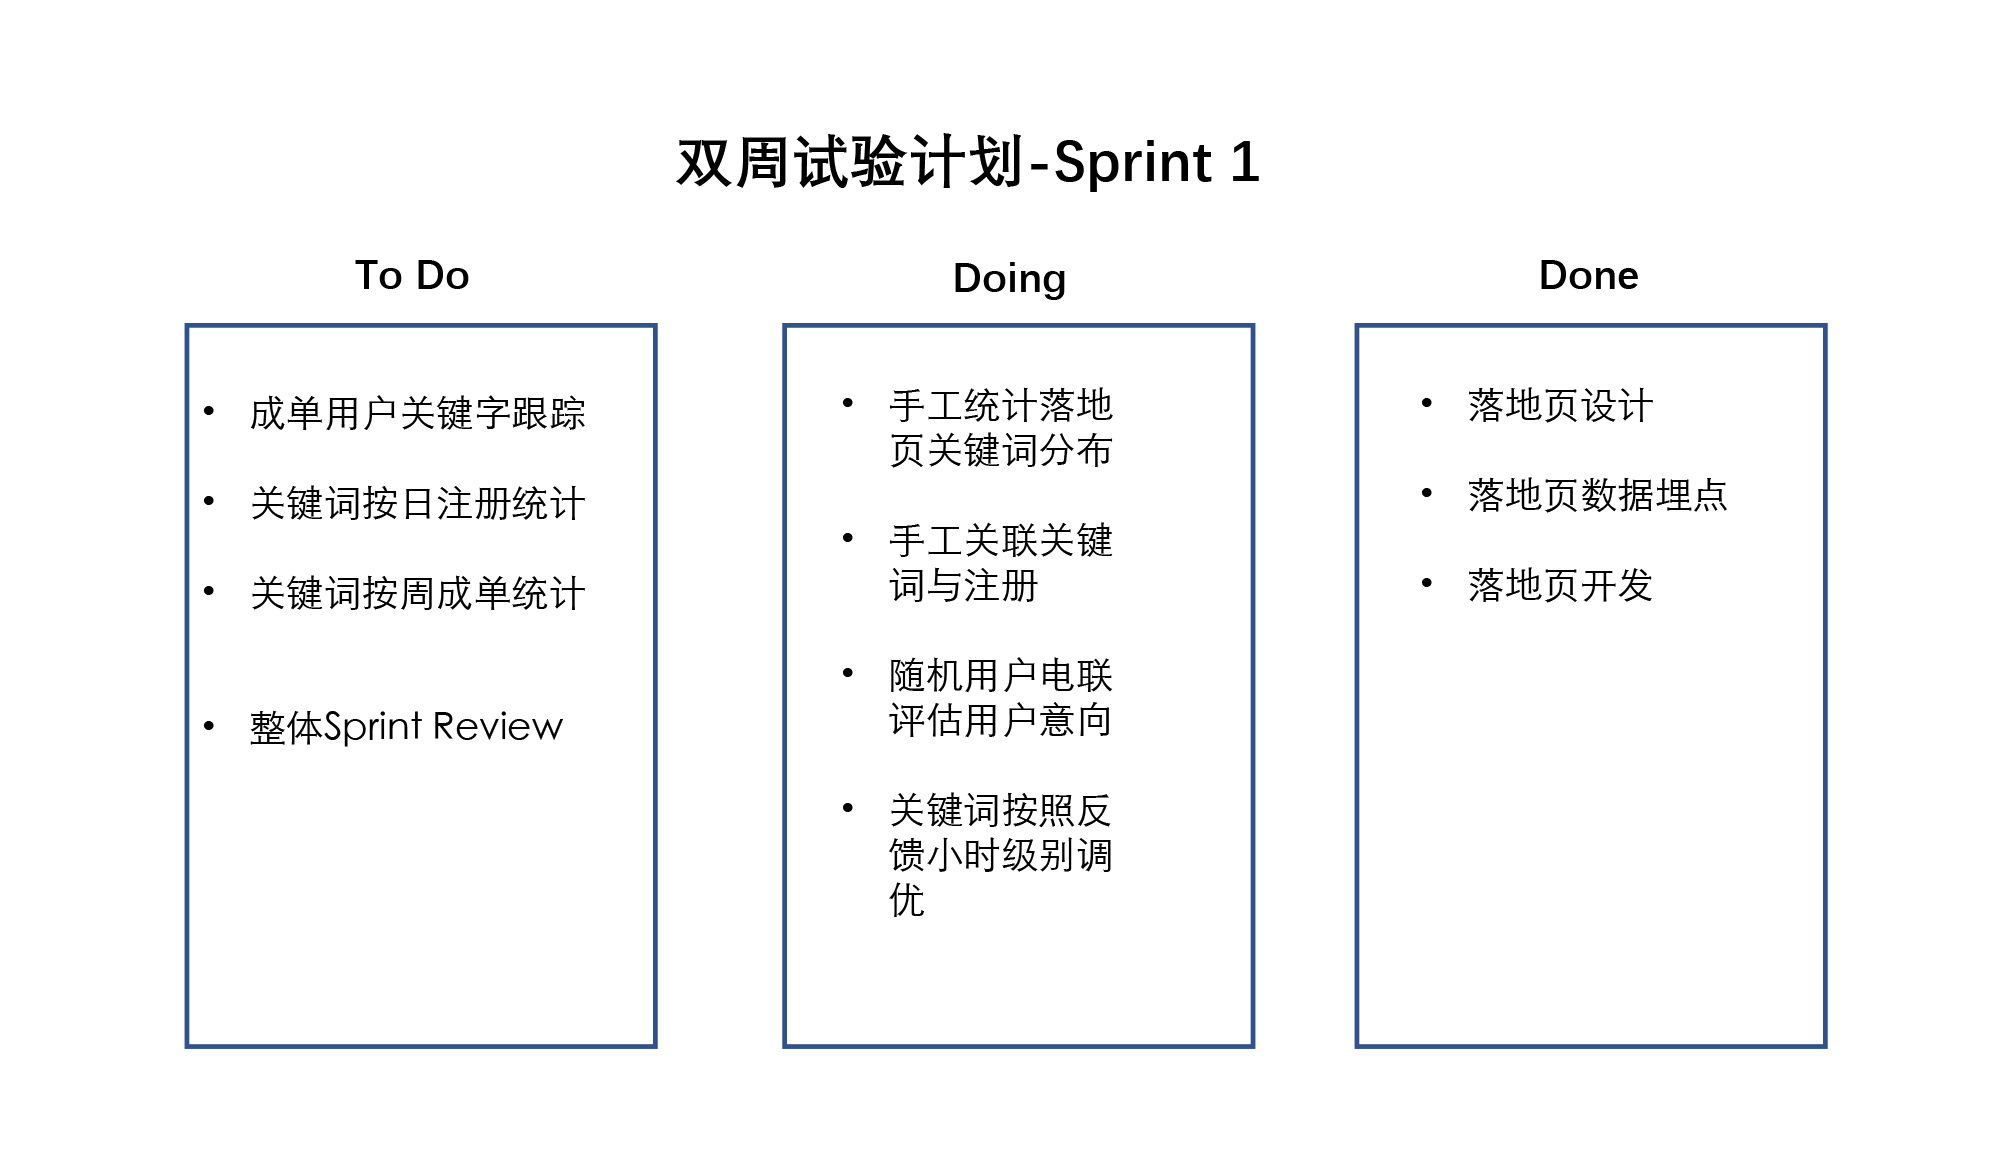 双周试验计划-Sprint 1
To Do
• 成单用户关键字跟踪
• 关键词按日注册统计
• 关键词按周成单统计
• 整体Sprint Review
Doing
• 手工统计落地
页关键词分布
• 手工关联关键
词与注册
• 随机用户电联
评估用户意向
• 关键词按照反
馈小时级别调
优
Done
• 落地页设计
• 落地页数据埋点
• 落地页开发